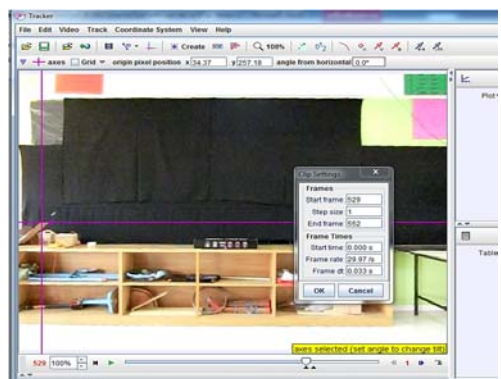 Tracker
File Edit Video Track Coordinate System View Help
Create 100%
axes Grid origin pixel position x 34.37 y 257.18 angle from horizontal 0.0°
Plot
Clip Settings X
Frames
Start frame 529
Step size 1
End frame 552
Frame Times
Start time 0.000 s
Frame rate 29.97 /s
Frame dt 0.033 s
OK Cancel
Table
axes selected (set angle to change tilt)
529 100% 1